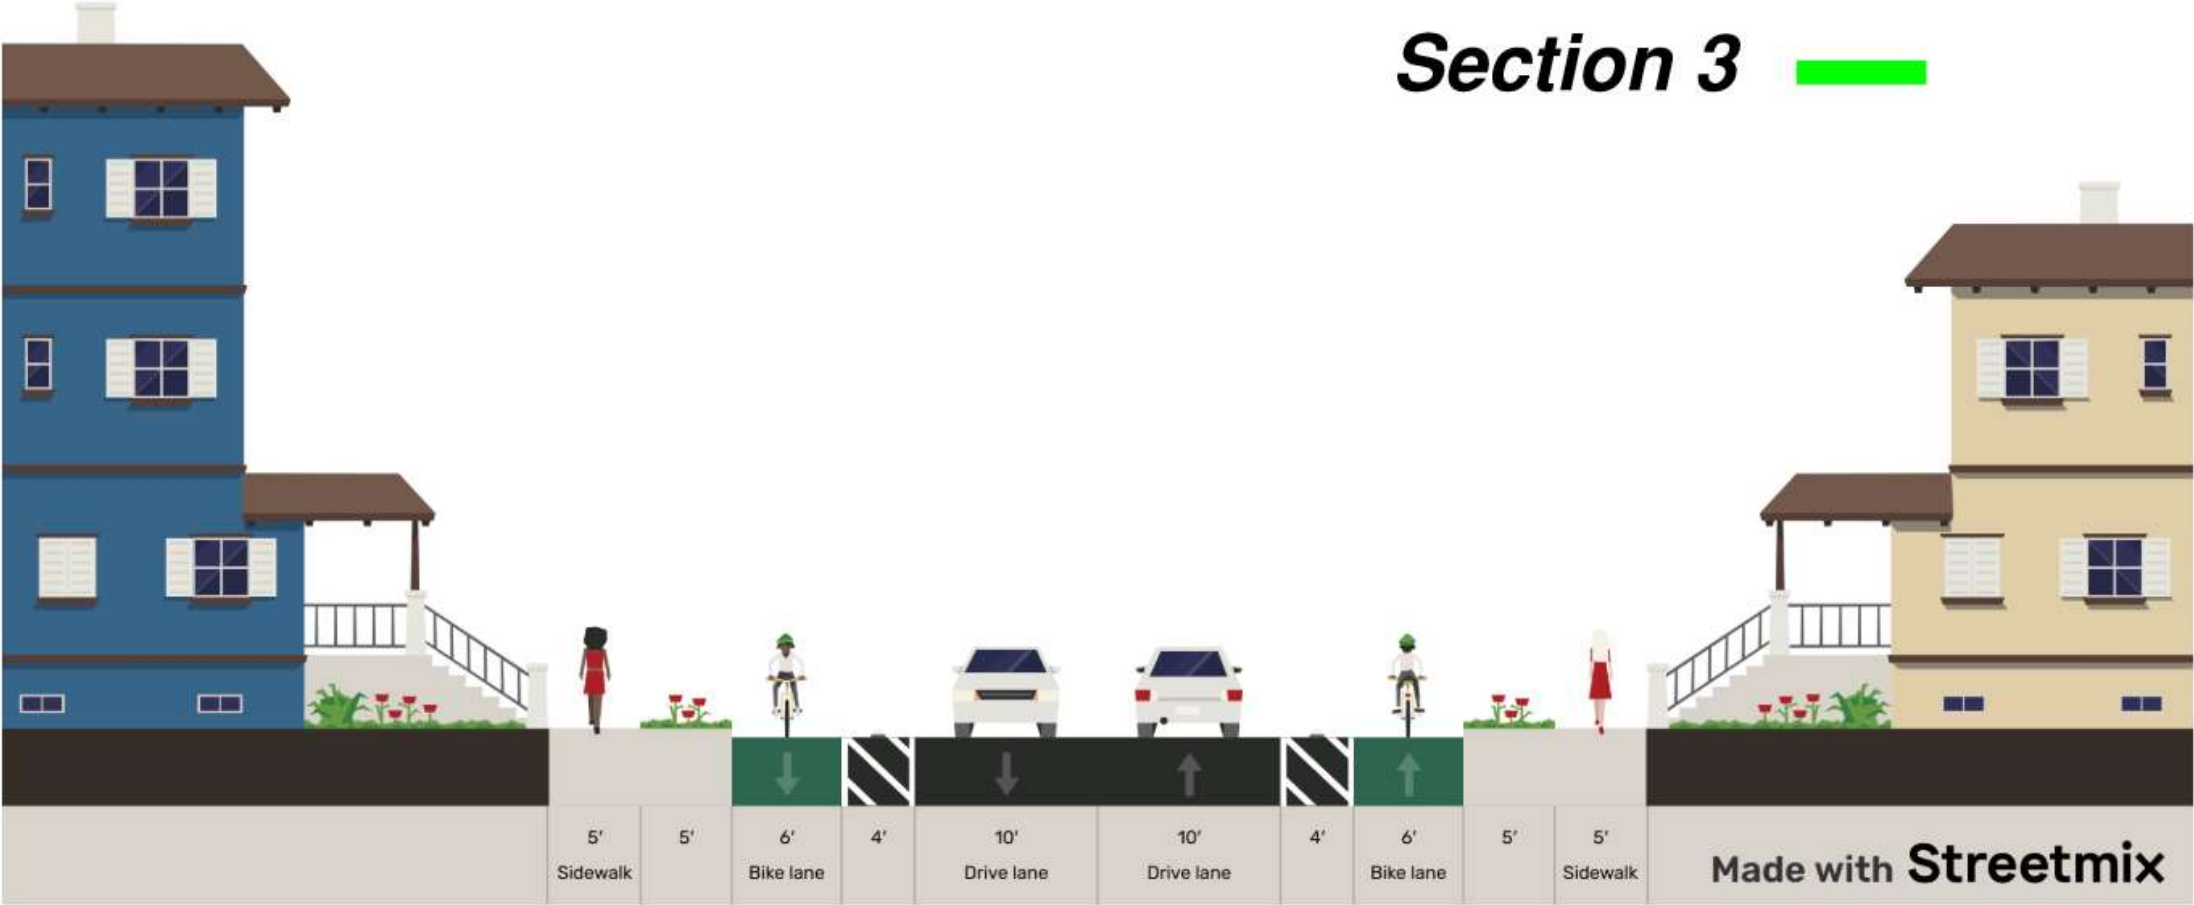 Section 3
5' 5' 6' 4' 10' 10' 4' 6' 5' 5'
Sidewalk Bike lane Drive lane Drive lane Bike lane Sidewalk
Made with Streetmix